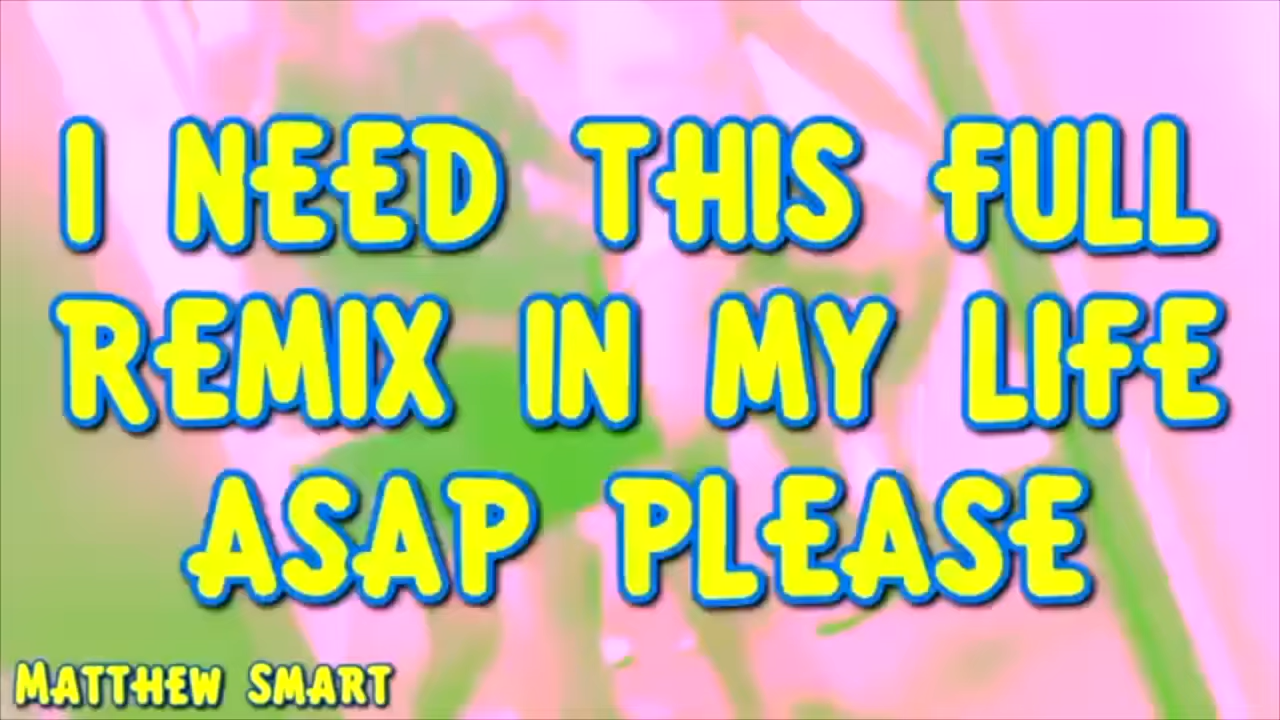 I NEED THIS FULL
REMIX IN MY LIFE
ASAP PLEASE
MATTHEW SMART